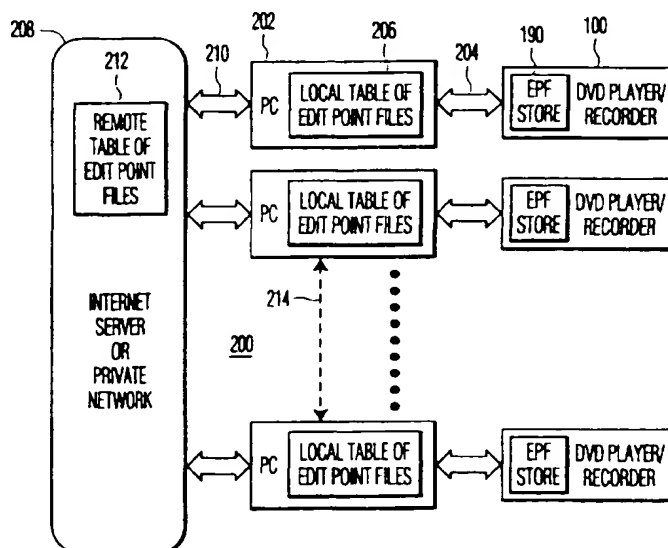 208
212
REMOTE
TABLE OF
EDIT POINT
FILES
INTERNET
SERVER
OR
PRIVATE
NETWORK
210
202
206
PC
LOCAL TABLE OF
EDIT POINT FILES
204
190
100
EPF
STORE
DVD PLAYER/
RECORDER
PC
LOCAL TABLE OF
EDIT POINT FILES
EPF
STORE
DVD PLAYER/
RECORDER
214
200
PC
LOCAL TABLE OF
EDIT POINT FILES
EPF
STORE
DVD PLAYER/
RECORDER